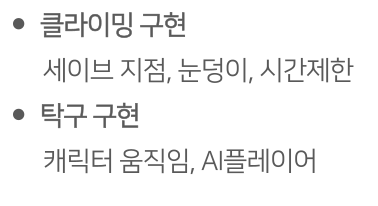 • 클라이밍 구현
세이브 지점, 눈덩이, 시간제한
• 탁구 구현
캐릭터 움직임, AI플레이어